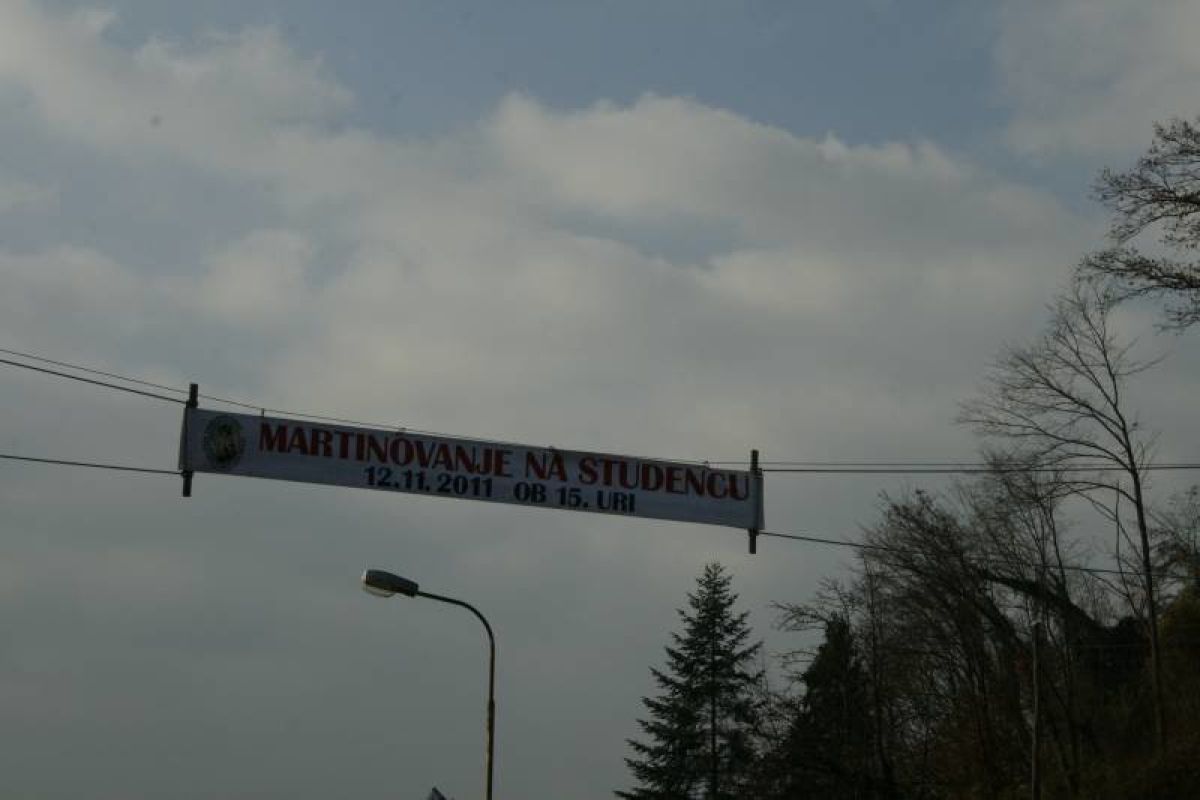 MARTINOVANJE NA STUDENCU
12.11. 2011 OB 15. URI